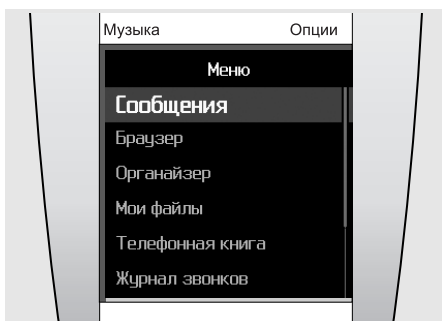 Музыка Опции
Меню
Сообщения
Браузер
Органайзер
Мои файлы
Телефонная книга
Журнал звонков